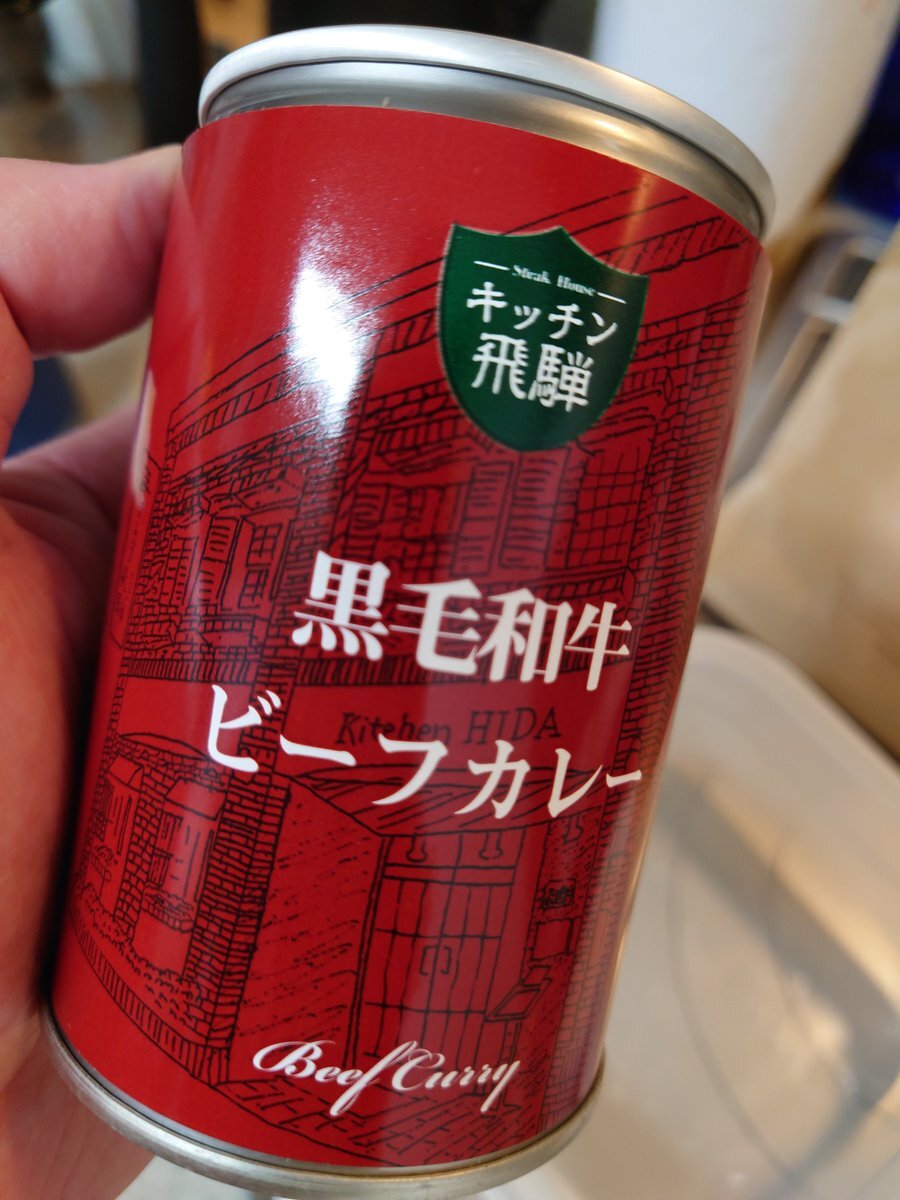 Steak House
キッチン
飛騨
黒毛和牛
Kitchen HIDA
ビーフカレー
Beef Curry